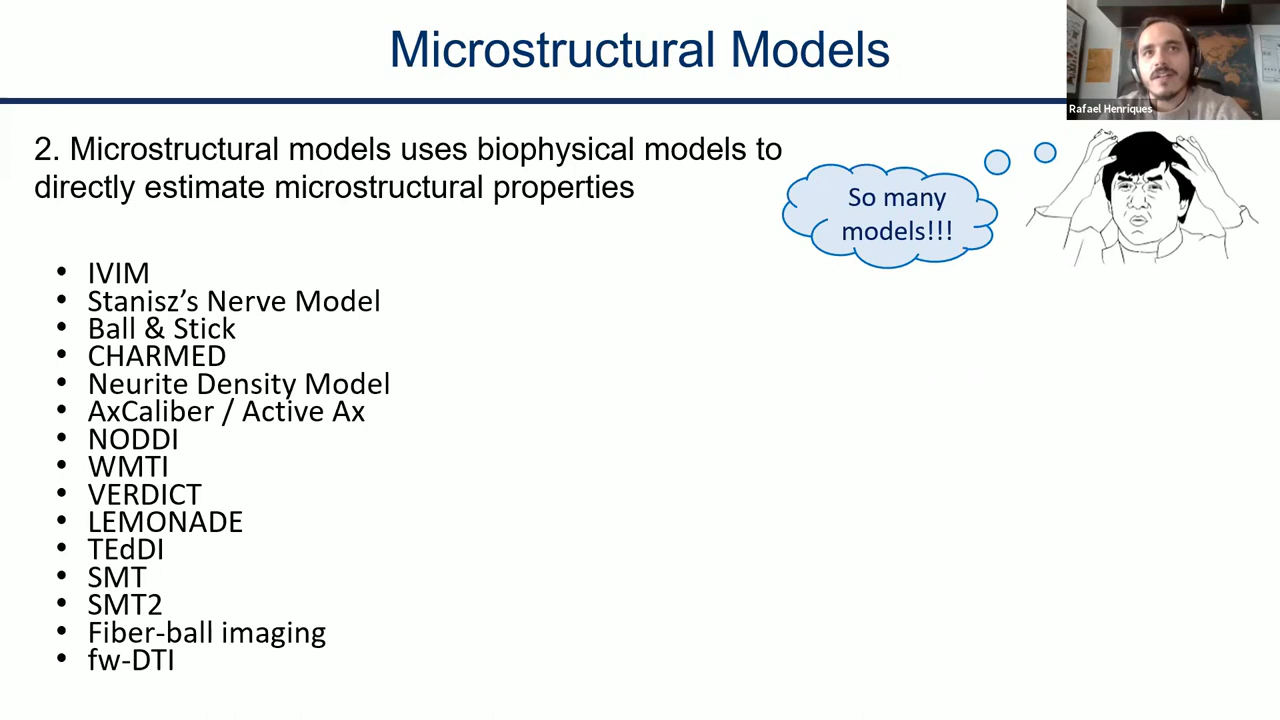 Microstructural Models
Rafael Henriques
2. Microstructural models uses biophysical models to
directly estimate microstructural properties
So many
models!!!
• IVIM
• Stanisz’s Nerve Model
• Ball & Stick
• CHARMED
• Neurite Density Model
• AxCaliber / Active Ax
• NODDI
• WMTI
• VERDICT
• LEMONADE
• TEdDI
• SMT
• SMT2
• Fiber-ball imaging
• fw-DTI